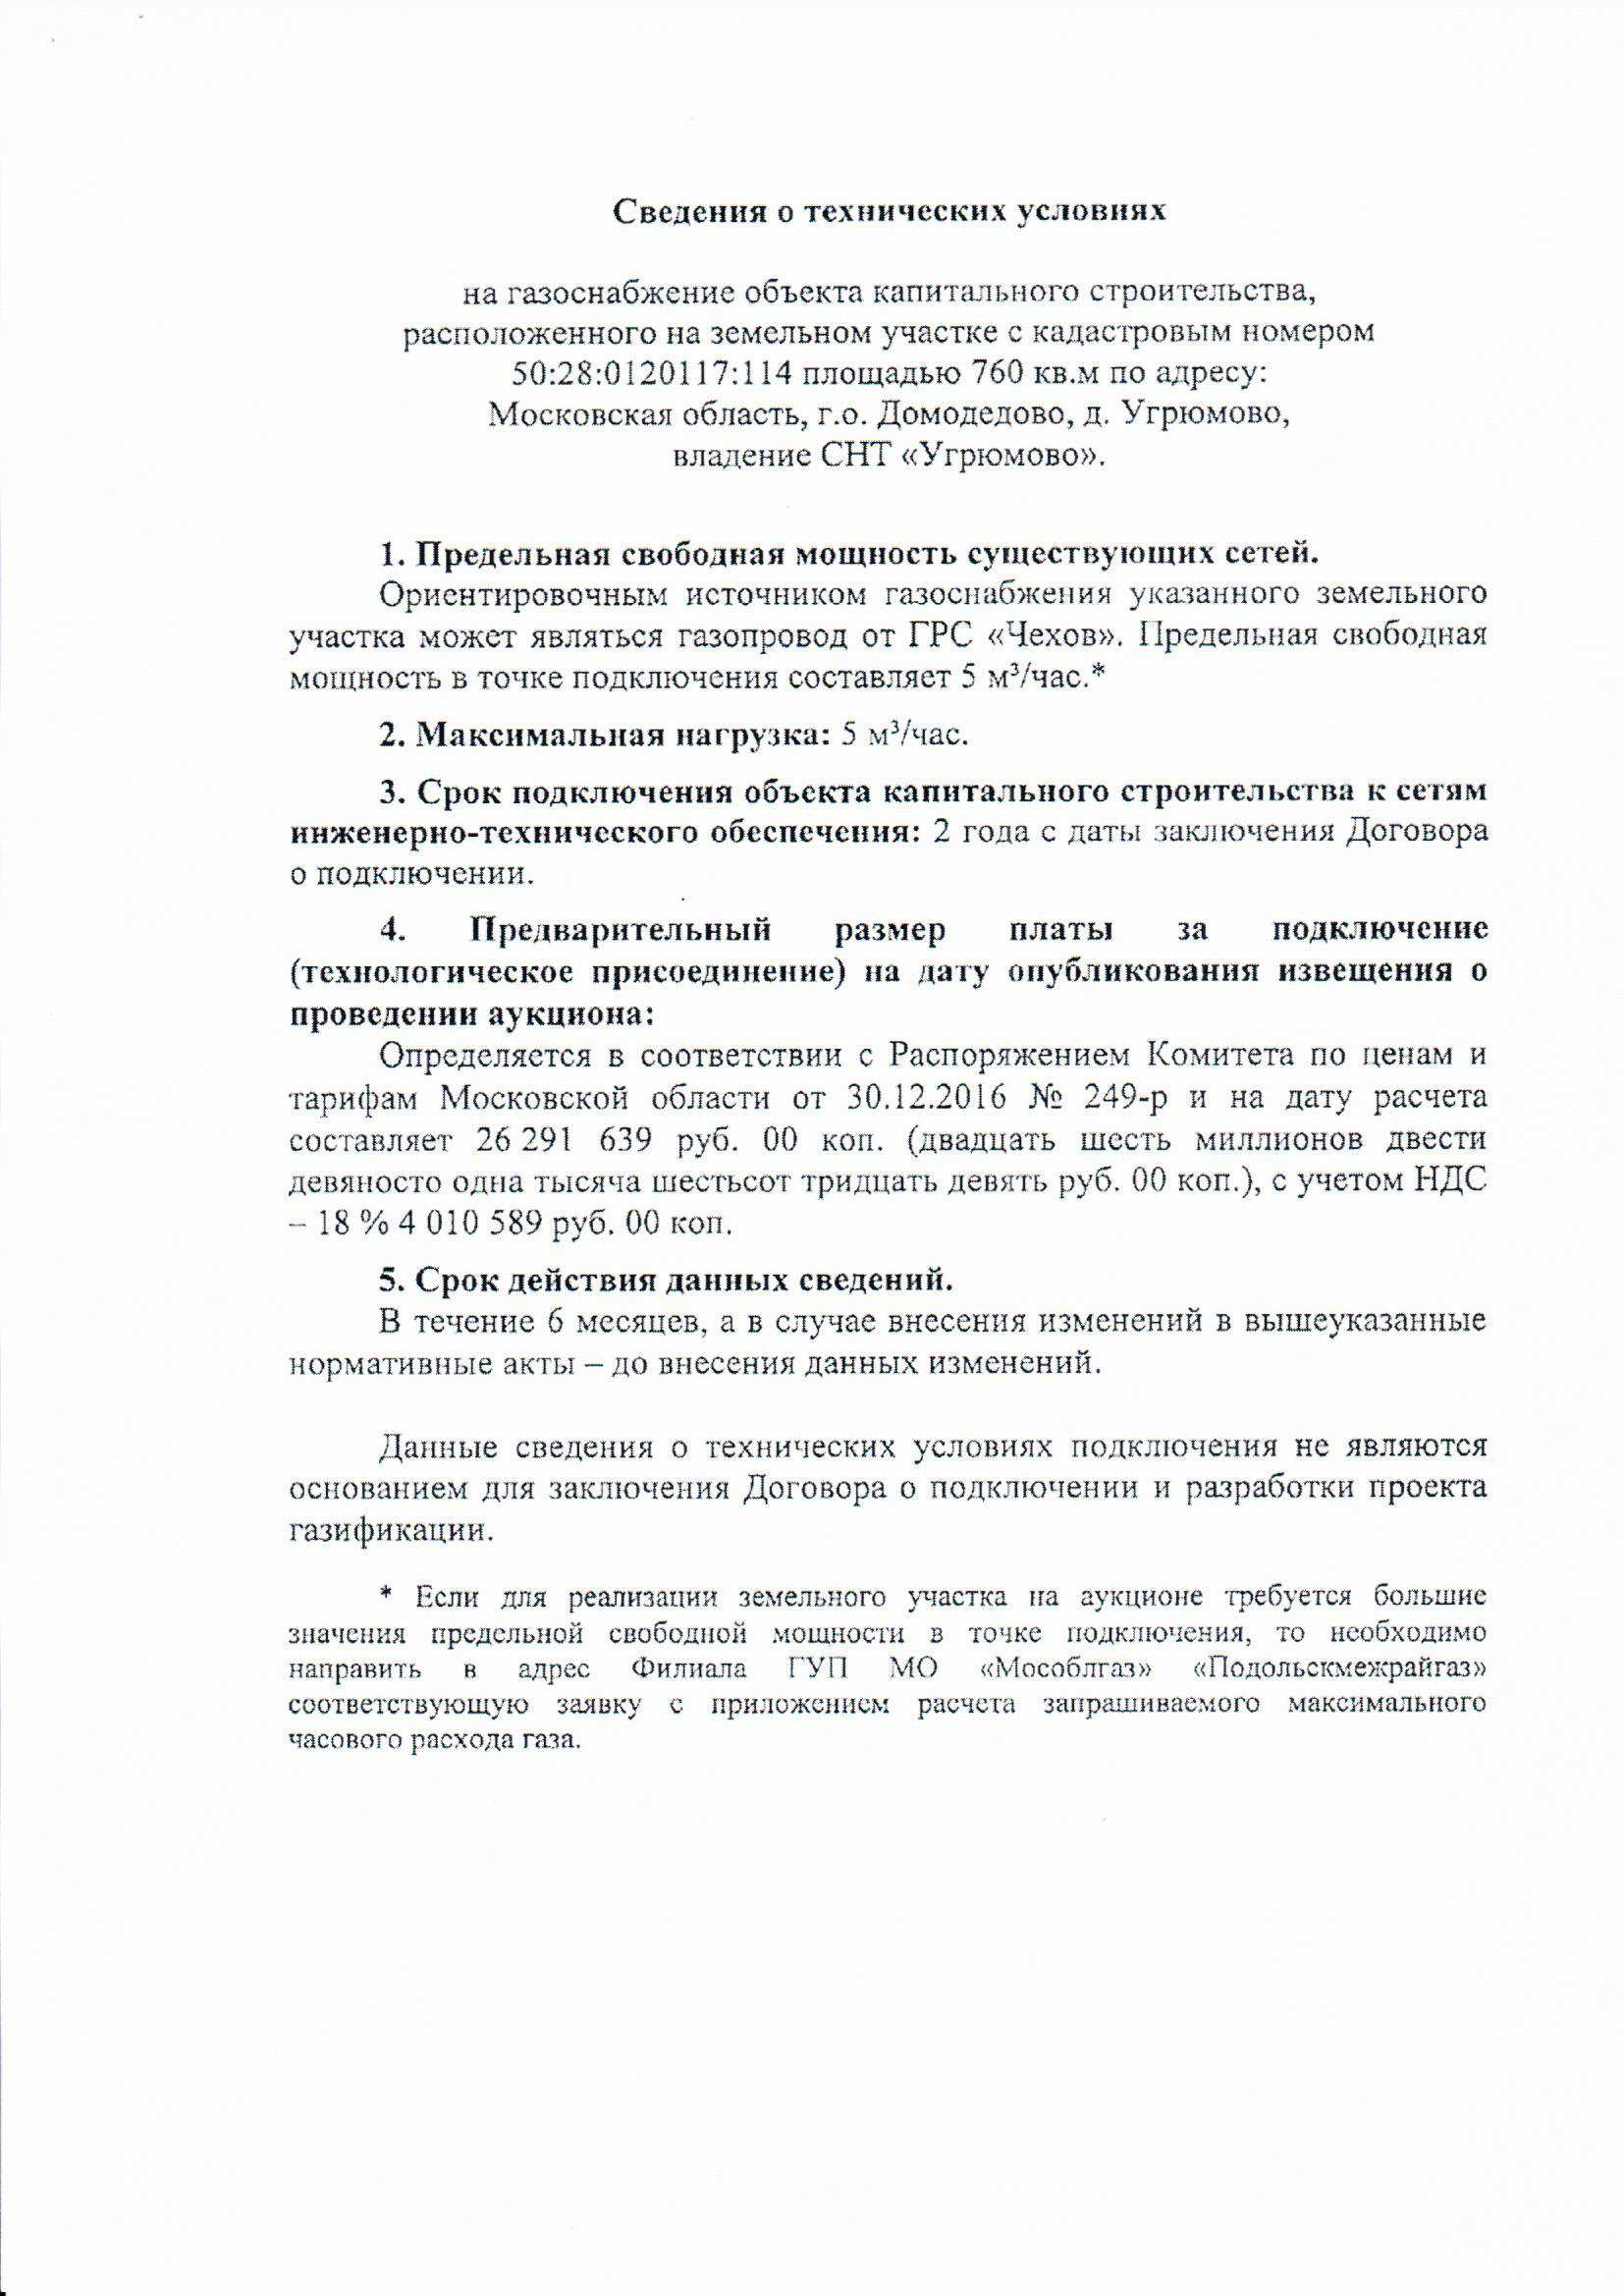 Сведения о технических условиях
на газоснабжение объекта капитального строительства,
расположенного на земельном участке с кадастровым номером
50:28:0120117:114 площадью 760 кв.м по адресу:
Московская область, г.о. Домодедово, д. Угрюмово,
владение СНТ «Угрюмово».
1. Предельная свободная мощность существующих сетей.
Ориентировочным источником газоснабжения указанного земельного
участка может являться газопровод от ГРС «Чехов». Предельная свободная
мощность в точке подключения составляет 5 м³/час.*
2. Максимальная нагрузка: 5 м³/час.
3. Срок подключения объекта капитального строительства к сетям
инженерно-технического обеспечения: 2 года с даты заключения Договора
о подключении.
4. Предварительный размер платы за подключение
(технологическое присоединение) на дату опубликования извещения о
проведении аукциона:
Определяется в соответствии с Распоряжением Комитета по ценам и
тарифам Московской области от 30.12.2016 № 249-р и на дату расчета
составляет 26 291 639 руб. 00 коп. (двадцать шесть миллионов двести
девяносто одна тысяча шестьсот тридцать девять руб. 00 коп.), с учетом НДС
– 18 % 4 010 589 руб. 00 коп.
5. Срок действия данных сведений.
В течение 6 месяцев, а в случае внесения изменений в вышеуказанные
нормативные акты – до внесения данных изменений.
Данные сведения о технических условиях подключения не являются
основанием для заключения Договора о подключении и разработки проекта
газификации.
* Если для реализации земельного участка на аукционе требуется большие
значения предельной свободной мощности в точке подключения, то необходимо
направить в адрес Филиала ГУП МО «Мособлгаз» «Подольскмежрайгаз»
соответствующую заявку с приложением расчета запрашиваемого максимального
часового расхода газа.